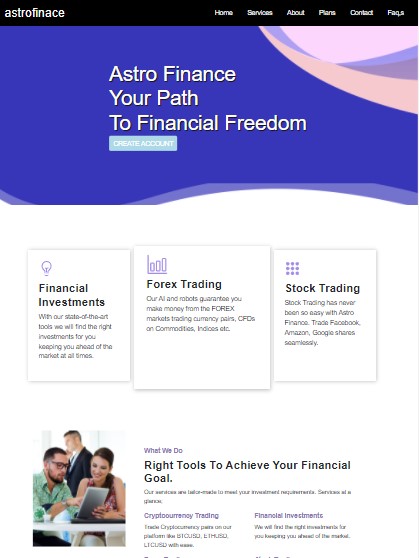 astrofinace
Home Services About Plans Contact Faq,s
Astro Finance
Your Path
To Financial Freedom
CREATE ACCOUNT
Financial
Investments
With our state-of-the-art
tools we will find the right
investments for you
keeping you ahead of the
market at all times.
Forex Trading
Our AI and robots guarantee you
make money from the FOREX
markets trading currency pairs, CFDs
on Commodities, Indices etc.
Stock Trading
Stock Trading has never
been so easy with Astro
Finance. Trade Facebook,
Amazon, Google shares
seamlessly.
What We Do
Right Tools To Achieve Your Financial
Goal.
Our services are tailor-made to meet your investment requirements. Services at a
glance;
Cryptocurrency Trading
Trade Cryptocurrency pairs on our
platform like BTCUSD, ETHUSD,
LTCUSD with ease.
Financial Investments
We will find the right investments for
you keeping you ahead of the market.